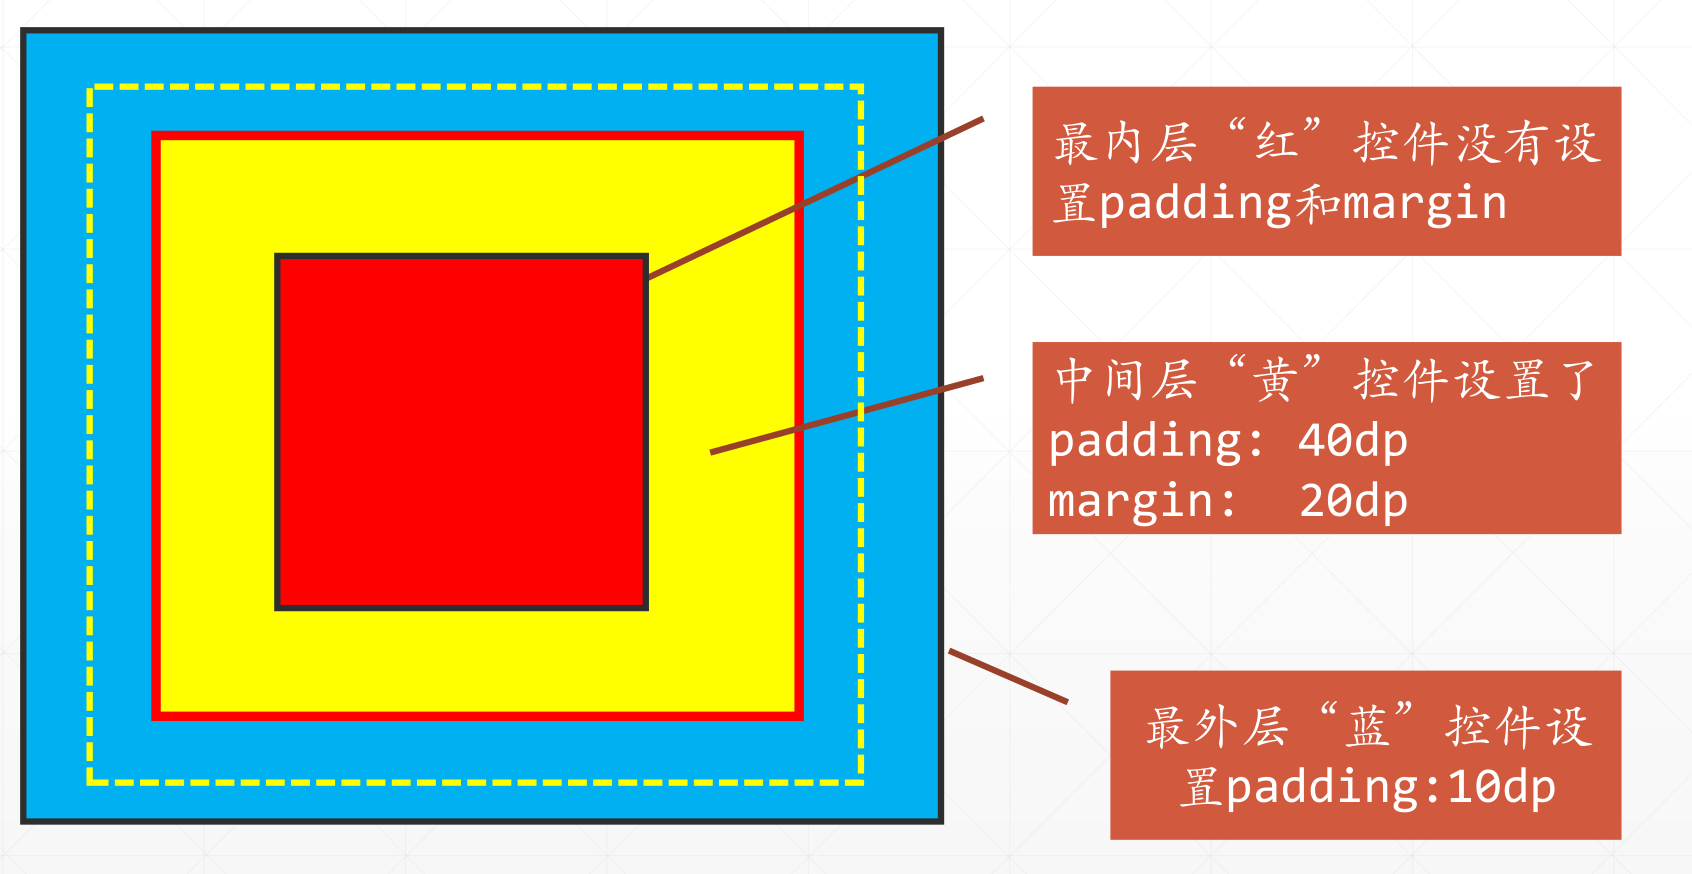 最内层“红”控件没有设
置padding和margin
中间层“黄”控件设置了
padding: 40dp
margin:  20dp
最外层“蓝”控件设
置padding:10dp